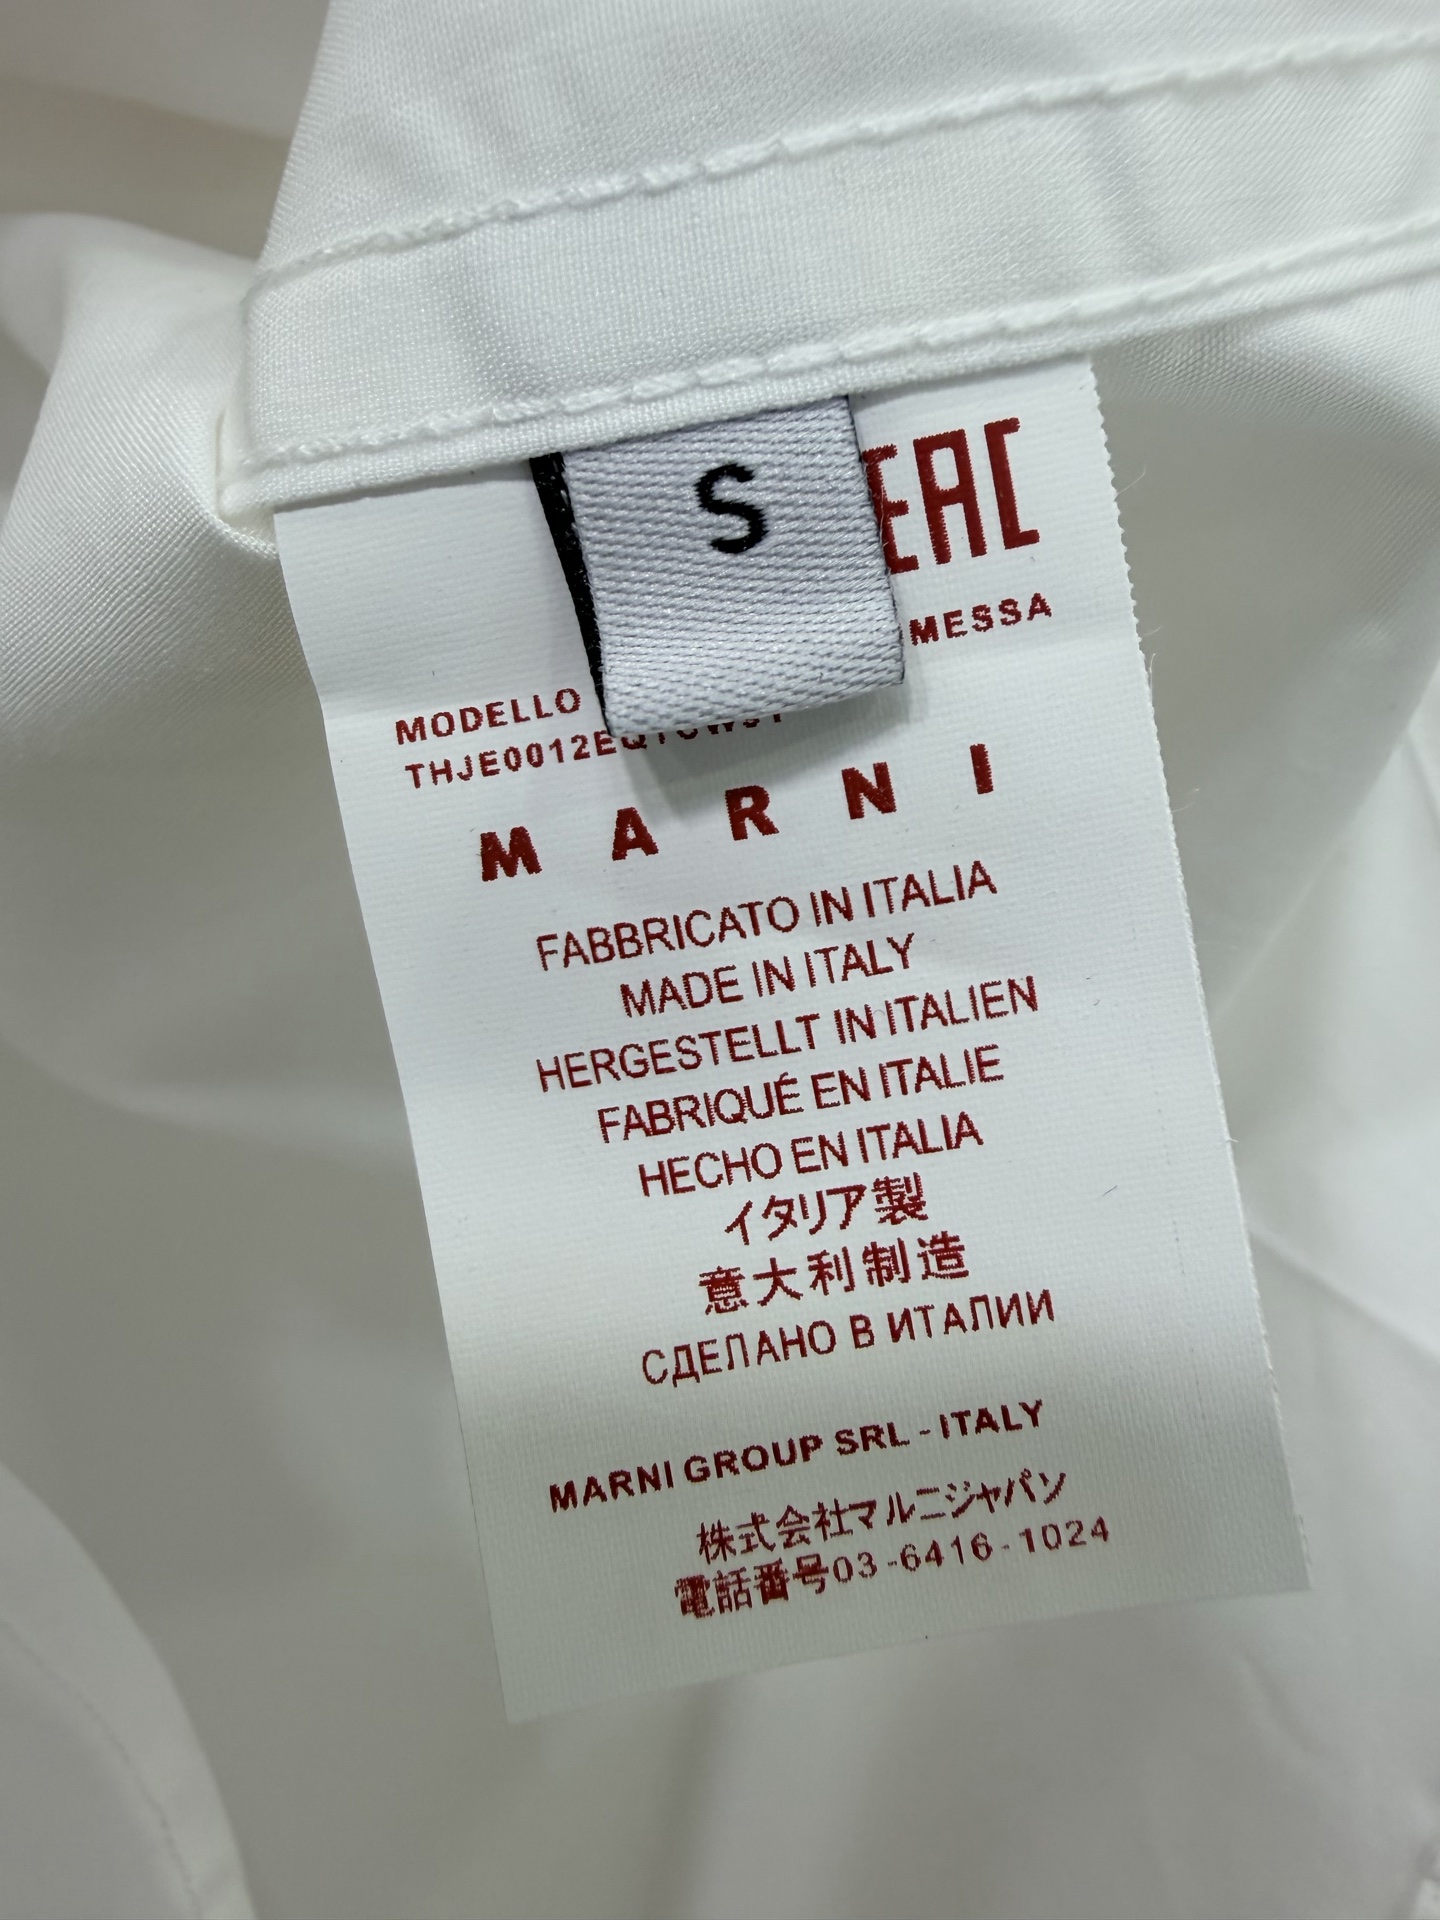 S
EAC
MESSA
MODELLO
MARNI
FABBRICATO IN ITALIA
MADE IN ITALY
HERGESTELLT IN ITALIEN
FABRIQUÉ EN ITALIE
HECHO EN ITALIA
イタリア製
意大利制造
СДЕЛАНО В ИТАЛИИ
MARNI GROUP SRL - ITALY
株式会社マルニジャパン
電話番号03-6416-1024